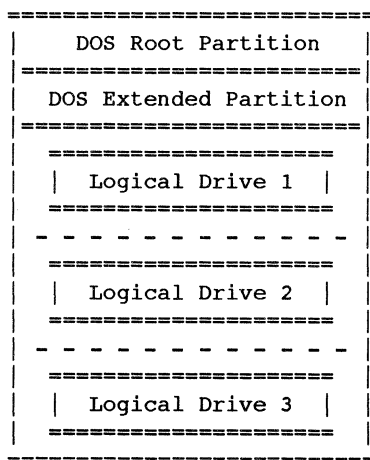 DOS Root Partition
DOS Extended Partition
Logical Drive 1
Logical Drive 2
Logical Drive 3